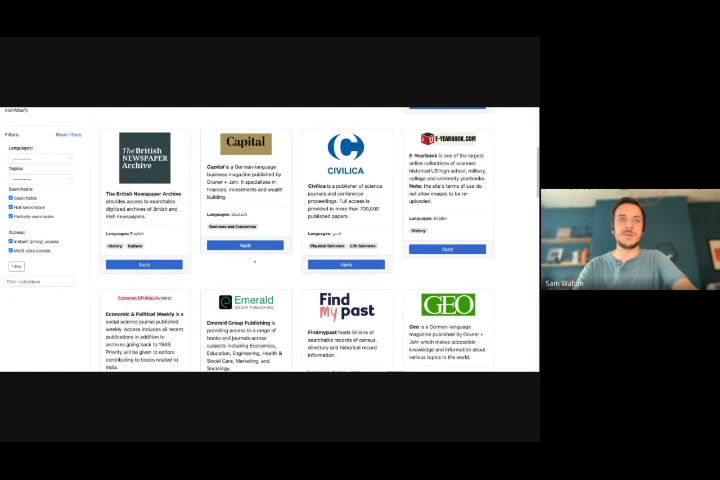 individually
Filters:
Reset filters
Languages:
---------
Topics:
---------
Searchable:
Searchable
Not searchable
Partially searchable
Access:
Instant (proxy) access
Multi-step access
Filter
Filter collections
The British
NEWSPAPER
Archive
The British Newspaper Archive
provides access to searchable
digitized archives of British and
Irish newspapers.
Languages: English
History Culture
Apply
Capital
Capital is a German-language
business magazine published by
Gruner + Jahr. It specializes in
finances, investments and wealth
building.
Languages: Deutsch
Business and Economics
Apply
CIVILICA
Civilica is a publisher of science
journals and conference
proceedings. Full access is
provided to more than 700,000
published papers.
Languages: فارسی
Physical Sciences Life Sciences
Apply
E-YEARBOOK.COM
E-Yearbook is one of the largest
online collections of scanned
historical US high school, military,
college and university yearbooks.
Note: the site's terms of use do
not allow images to be re-
uploaded.
Languages: English
History
Apply
Economic&PoliticalWEEKLY
Economic & Political Weekly is a
social science journal published
weekly. Access includes all recent
publications in addition to
archives going back to 1949.
Priority will be given to editors
contributing to topics related to
India.
Emerald
GROUP PUBLISHING
Emerald Group Publishing is
providing access to a range of
books and journals across
subjects including Economics,
Education, Engineering, Health &
Social Care, Marketing, and
Sociology.
Find
my past
Findmypast hosts billions of
searchable records of census,
directory and historical record
information.
GEO
Geo is a German-language
magazine published by Gruner +
Jahr which makes accessible
knowledge and information about
various topics in the world.
Sam Walton